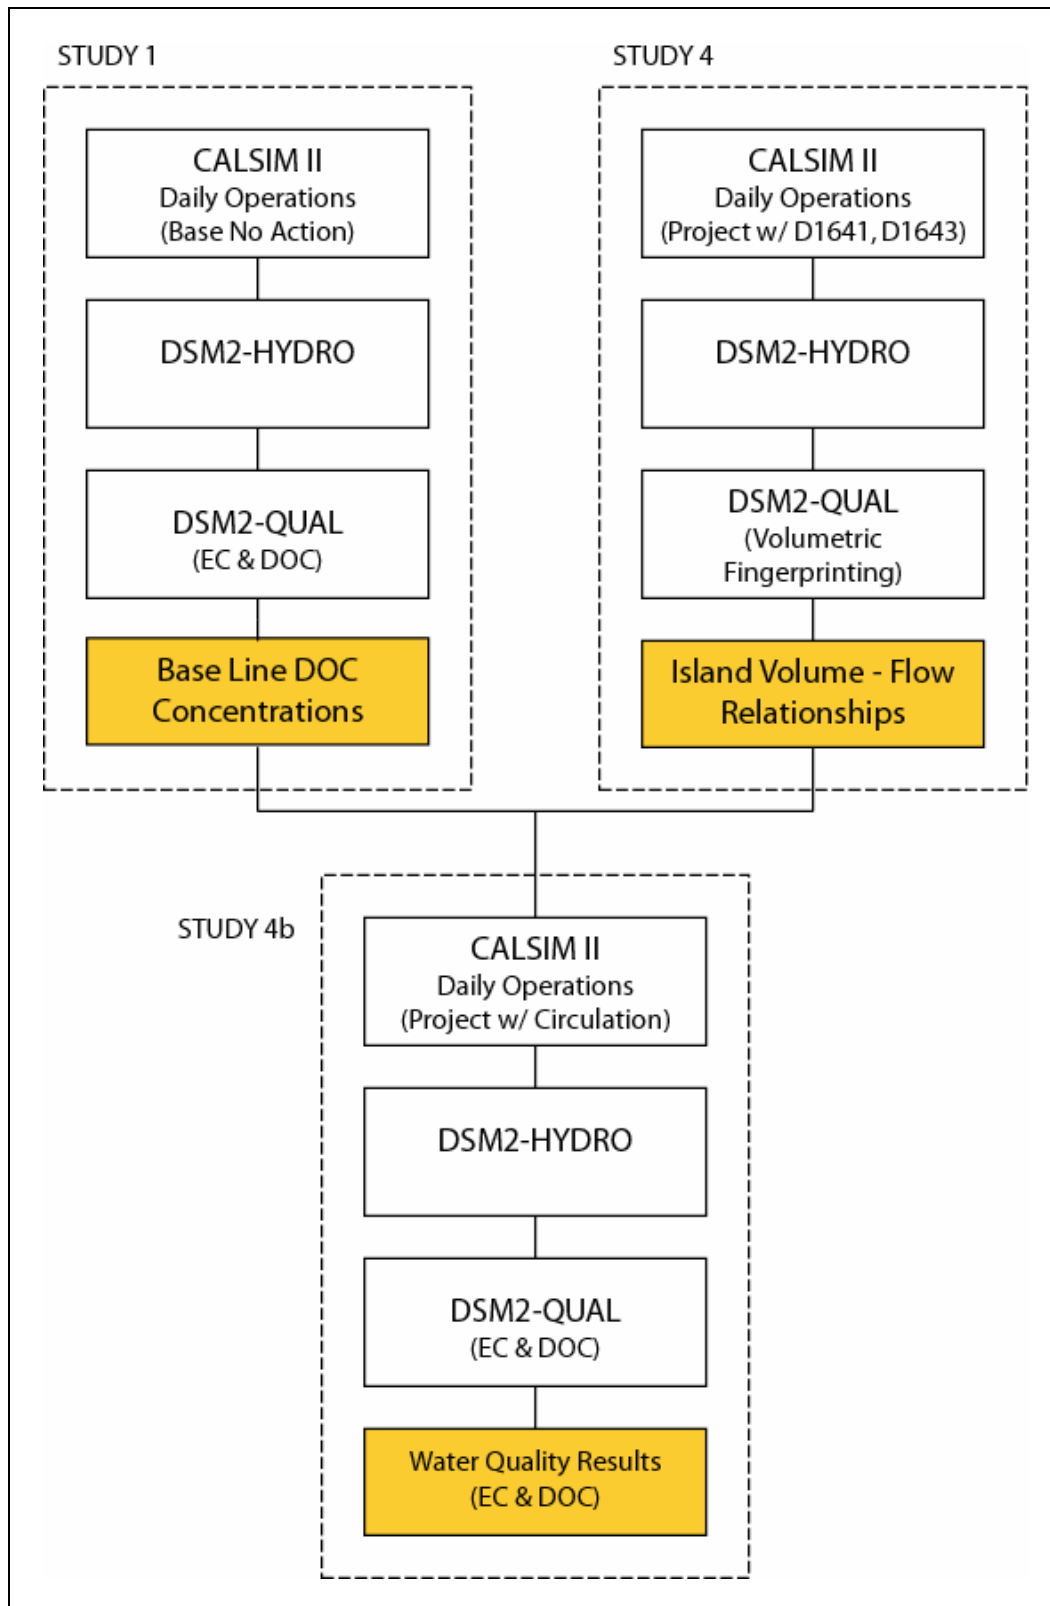 STUDY 1
CALSIM II
Daily Operations
(Base No Action)
DSM2-HYDRO
DSM2-QUAL
(EC & DOC)
Base Line DOC
Concentrations
STUDY 4
CALSIM II
Daily Operations
(Project w/ D1641, D1643)
DSM2-HYDRO
DSM2-QUAL
(Volumetric
Fingerprinting)
Island Volume - Flow
Relationships
STUDY 4b
CALSIM II
Daily Operations
(Project w/ Circulation)
DSM2-HYDRO
DSM2-QUAL
(EC & DOC)
Water Quality Results
(EC & DOC)